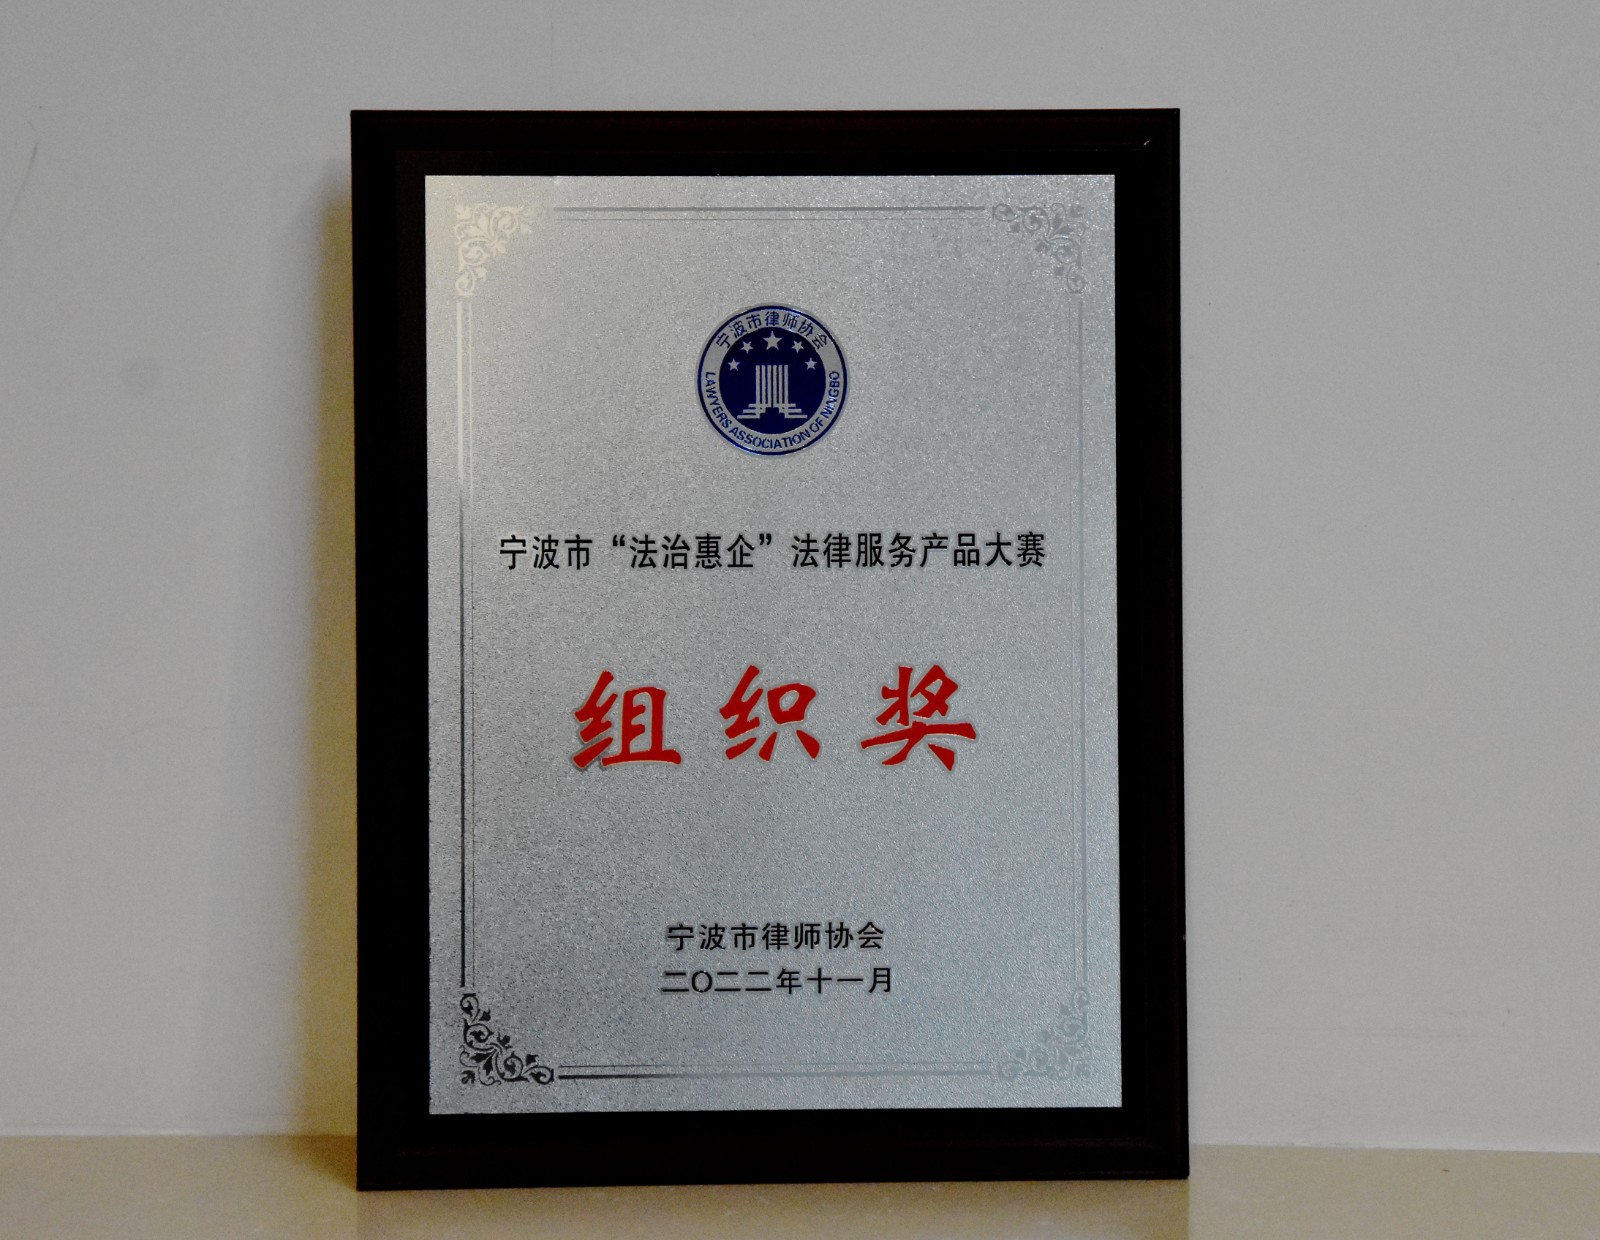 宁波市律师协会
LAWYERS ASSOCIATION OF NINGBO
宁波市“法治惠企”法律服务产品大赛
组织奖
宁波市律师协会
二〇二二年十一月